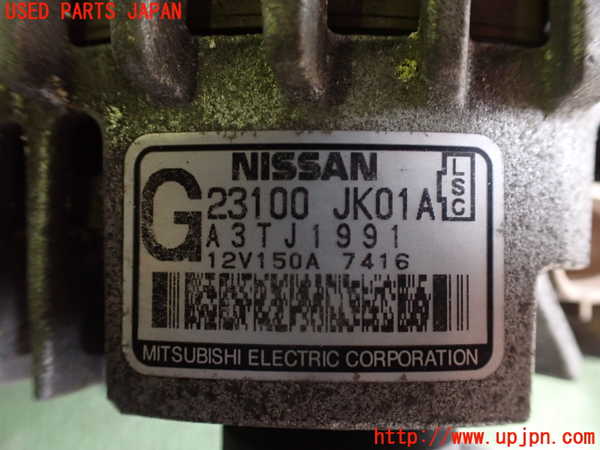 USED PARTS JAPAN
NISSAN
G 23100 JK01A LSC
A3TJ1991
12V150A 7416
MITSUBISHI ELECTRIC CORPORATION
http://www.upjpn.com/